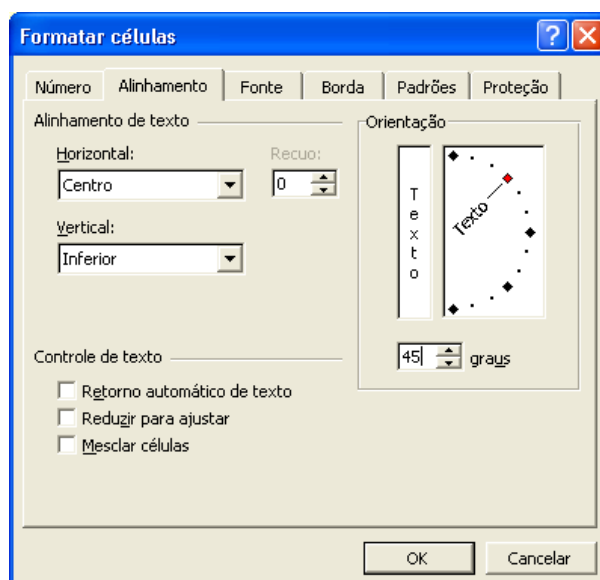 Formatar células
Número Alinhamento Fonte Borda Padrões Proteção
Alinhamento de texto
Horizontal:
Recuo:
Centro
0
Vertical:
Inferior
Orientação
Texto
Texto
45 graus
Controle de texto
Retorno automático de texto
Reduzir para ajustar
Mesclar células
OK
Cancelar